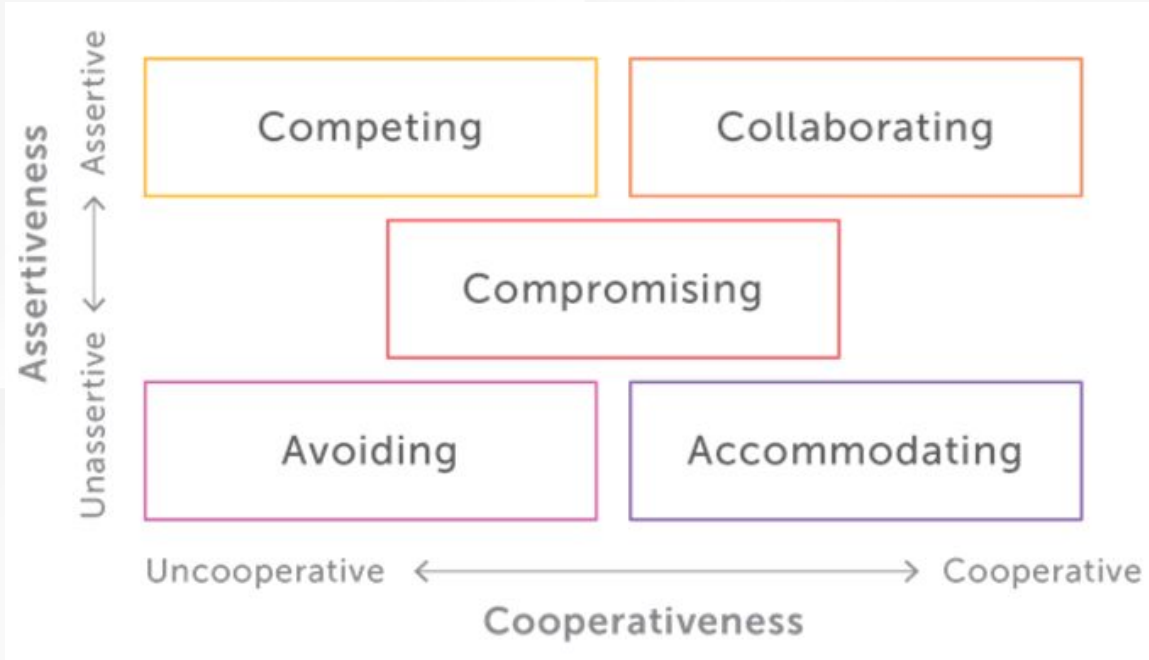 Assertiveness
Assertive
Unassertive
Competing
Collaborating
Compromising
Avoiding
Accommodating
Uncooperative
Cooperative
Cooperativeness